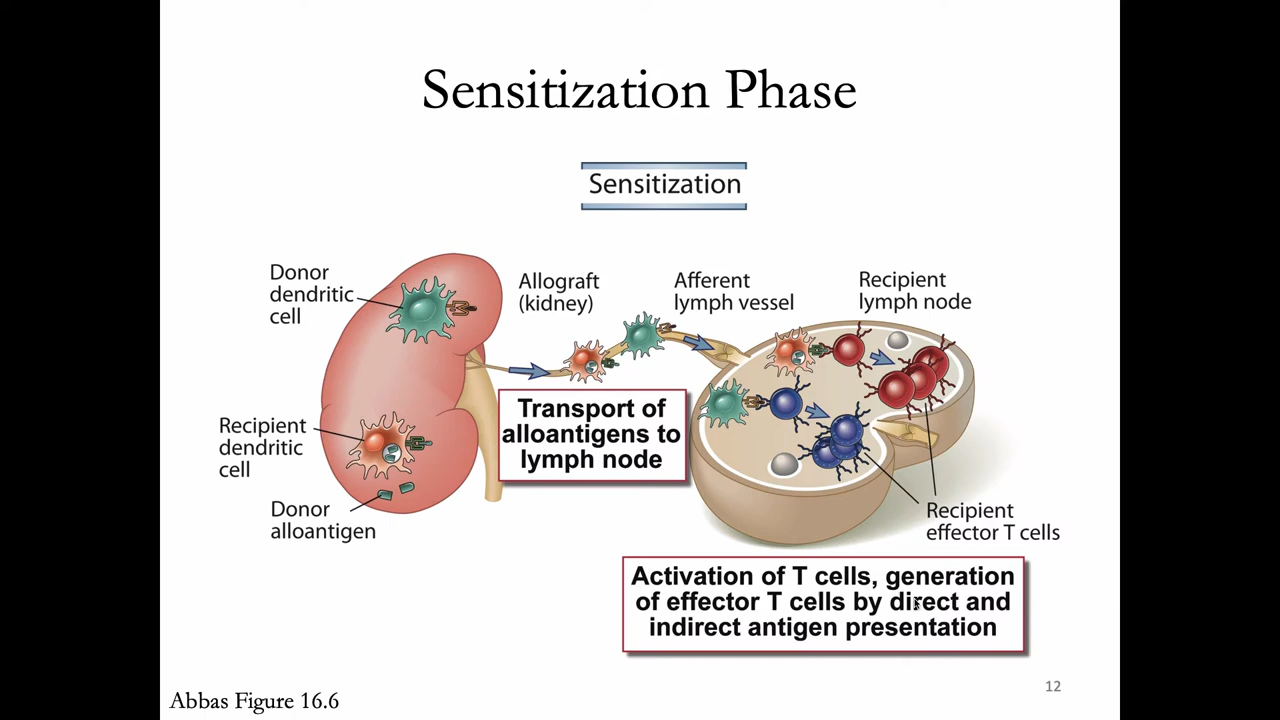 Sensitization Phase
Sensitization
Donor
dendritic
cell
Allograft
(kidney)
Afferent
lymph vessel
Recipient
lymph node
Transport of
alloantigens to
lymph node
Recipient
dendritic
cell
Donor
alloantigen
Recipient
effector T cells
Activation of T cells, generation
of effector T cells by direct and
indirect antigen presentation
12
Abbas Figure 16.6